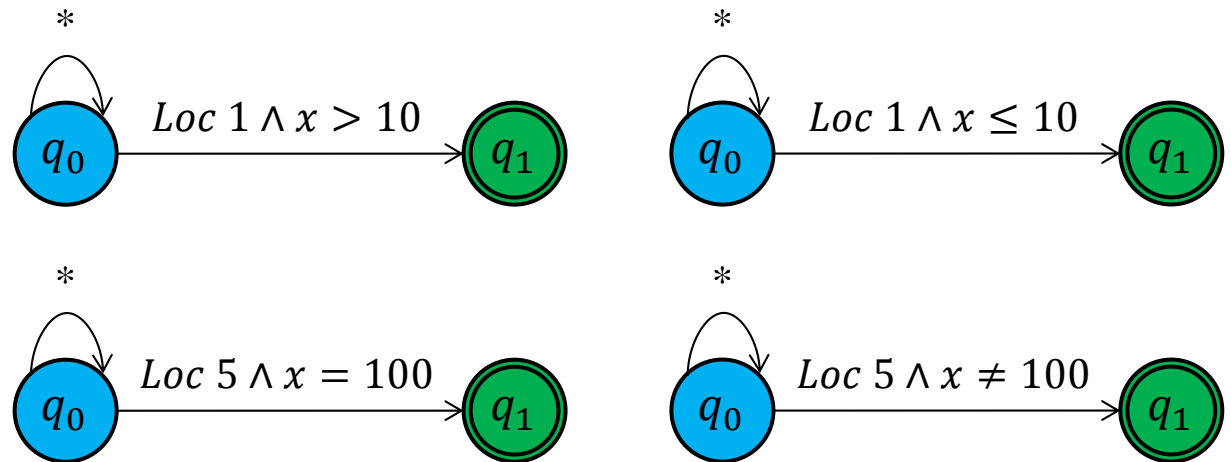 * *
q₀ Loc 1 ∧ x > 10 q₁ q₀ Loc 1 ∧ x ≤ 10 q₁
* *
q₀ Loc 5 ∧ x = 100 q₁ q₀ Loc 5 ∧ x ≠ 100 q₁